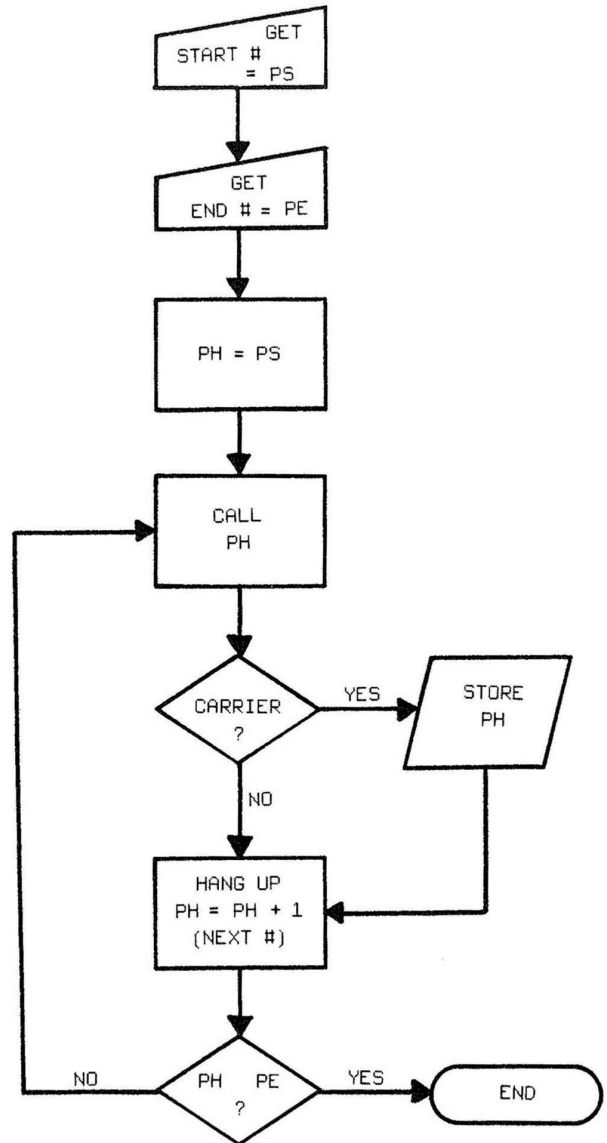 GET
START #
= PS
GET
END # = PE
PH = PS
CALL
PH
CARRIER
?
YES
STORE
PH
NO
HANG UP
PH = PH + 1
(NEXT #)
PH PE
?
NO
YES
END